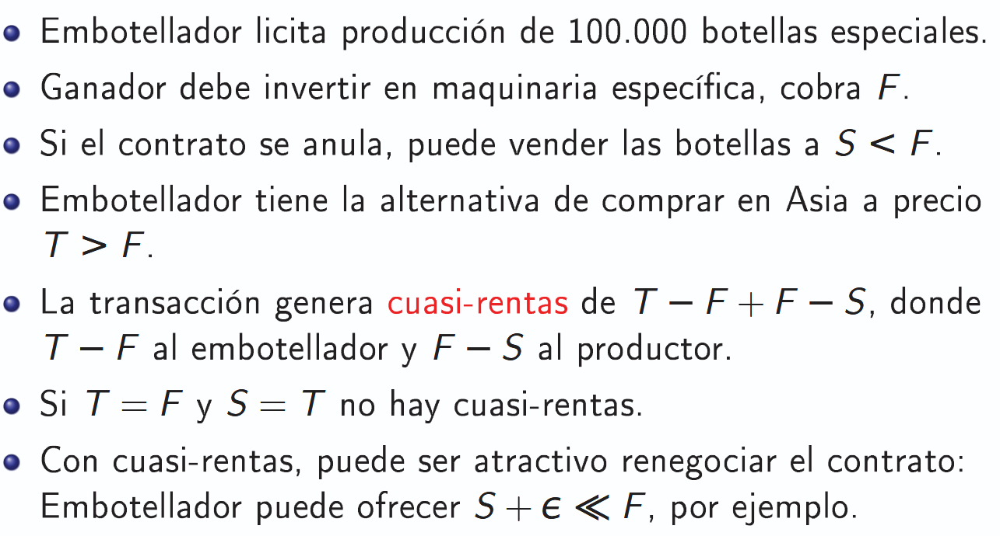 • Embotellador licita producción de 100.000 botellas especiales.
• Ganador debe invertir en maquinaria específica, cobra F.
• Si el contrato se anula, puede vender las botellas a S < F.
• Embotellador tiene la alternativa de comprar en Asia a precio
T > F.
• La transacción genera cuasi-rentas de T − F + F − S, donde
T − F al embotellador y F − S al productor.
• Si T = F y S = T no hay cuasi-rentas.
• Con cuasi-rentas, puede ser atractivo renegociar el contrato:
Embotellador puede ofrecer S + ϵ ≪ F, por ejemplo.